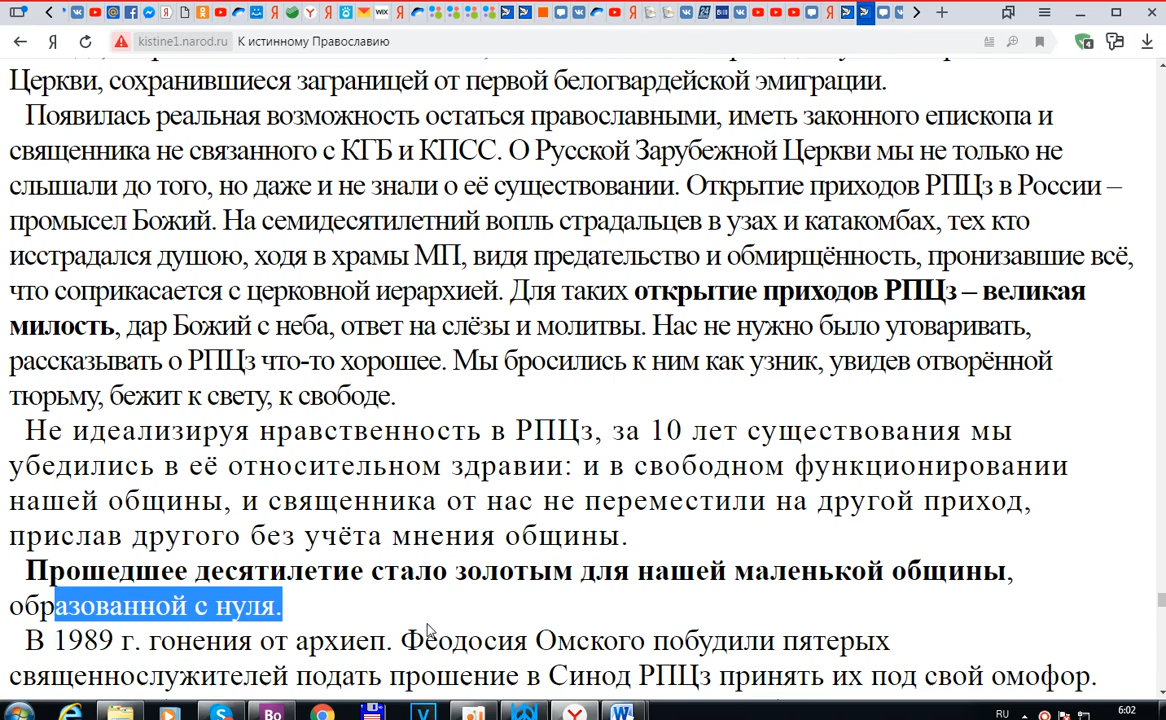 kistine1.narod.ru К истинному Православию
Церкви, сохранившиеся заграницей от первой белогвардейской эмиграции.
Появилась реальная возможность остаться православными, иметь законного епископа и
священника не связанного с КГБ и КПСС. О Русской Зарубежной Церкви мы не только не
слышали до того, но даже и не знали о её существовании. Открытие приходов РПЦз в России –
промысел Божий. На семидесятилетний вопль страдальцев в узах и катакомбах, тех кто
исстрадался душою, ходя в храмы МП, видя предательство и обмирщённость, пронизавшие всё,
что соприкасается с церковной иерархией. Для таких открытие приходов РПЦз – великая
милость, дар Божий с неба, ответ на слёзы и молитвы. Нас не нужно было уговаривать,
рассказывать о РПЦз что-то хорошее. Мы бросились к ним как узник, увидев отворённой
тюрьму, бежит к свету, к свободе.
Не идеализируя нравственность в РПЦз, за 10 лет существования мы
убедились в её относительном здравии: и в свободном функционировании
нашей общины, и священника от нас не переместили на другой приход,
прислав другого без учёта мнения общины.
Прошедшее десятилетие стало золотым для нашей маленькой общины,
образованной с нуля.
В 1989 г. гонения от архиеп. Феодосия Омского побудили пятерых
священнослужителей подать прошение в Синод РПЦз принять их под свой омофор.
RU 6:02